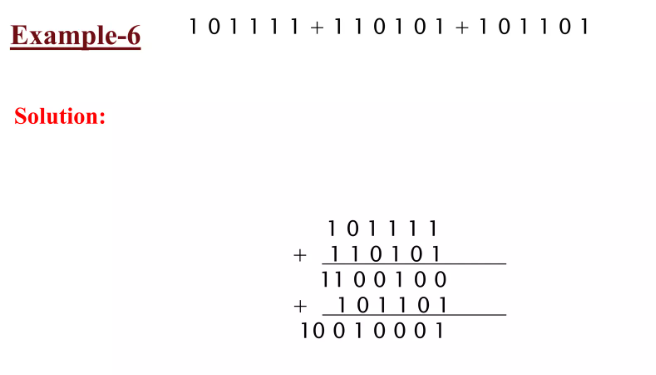 Example-6 1 0 1 1 1 1 + 1 1 0 1 0 1 + 1 0 1 1 0 1
Solution:
1 0 1 1 1 1
+ 1 1 0 1 0 1
1 1 0 0 1 0 0
+ 1 0 1 1 0 1
1 0 0 1 0 0 0 1